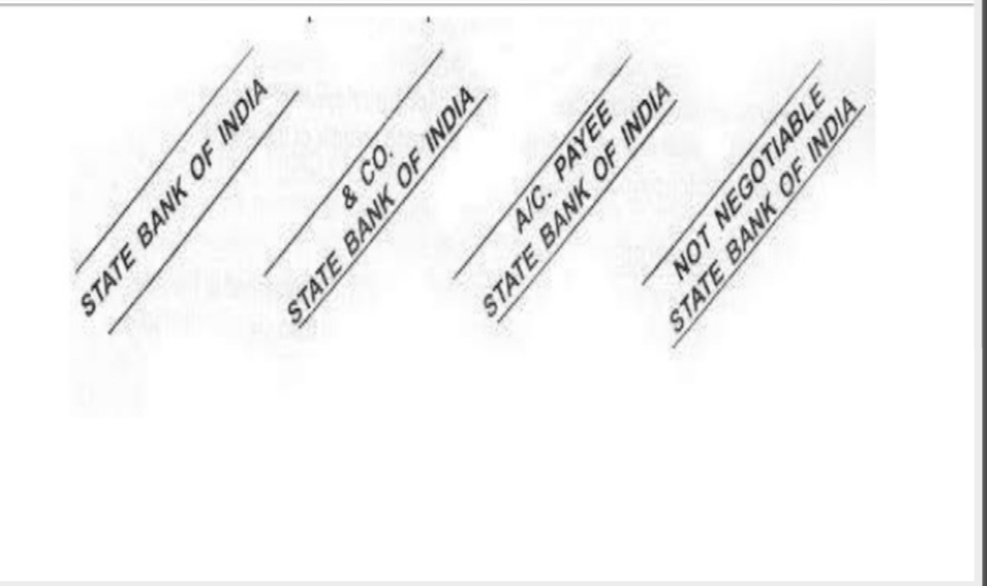 STATE BANK OF INDIA
& CO.
STATE BANK OF INDIA
A/C. PAYEE
STATE BANK OF INDIA
NOT NEGOTIABLE
STATE BANK OF INDIA